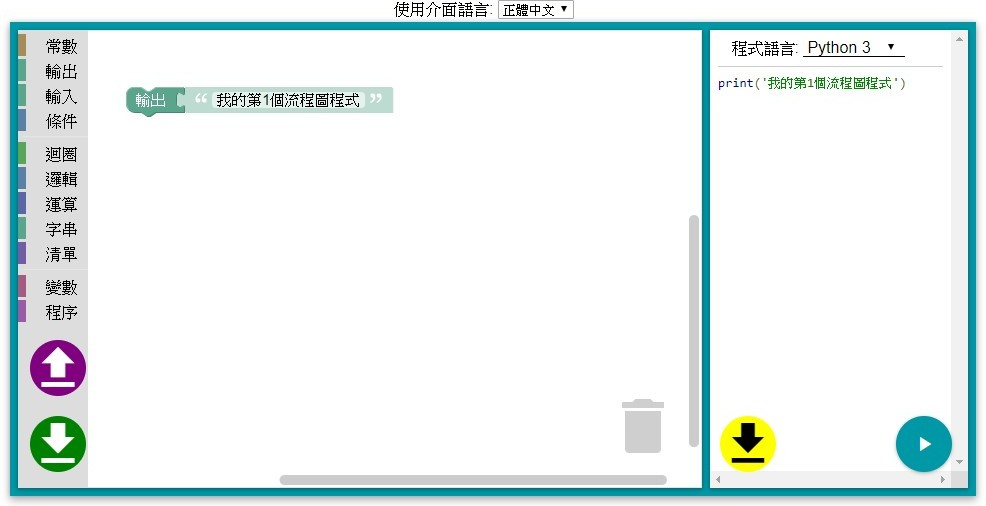 使用介面語言: 正體中文
常數
輸出
輸入
條件
迴圈
邏輯
運算
字串
清單
變數
程序
輸出 “ 我的第1個流程圖程式 ”
程式語言: Python 3
print('我的第1個流程圖程式')